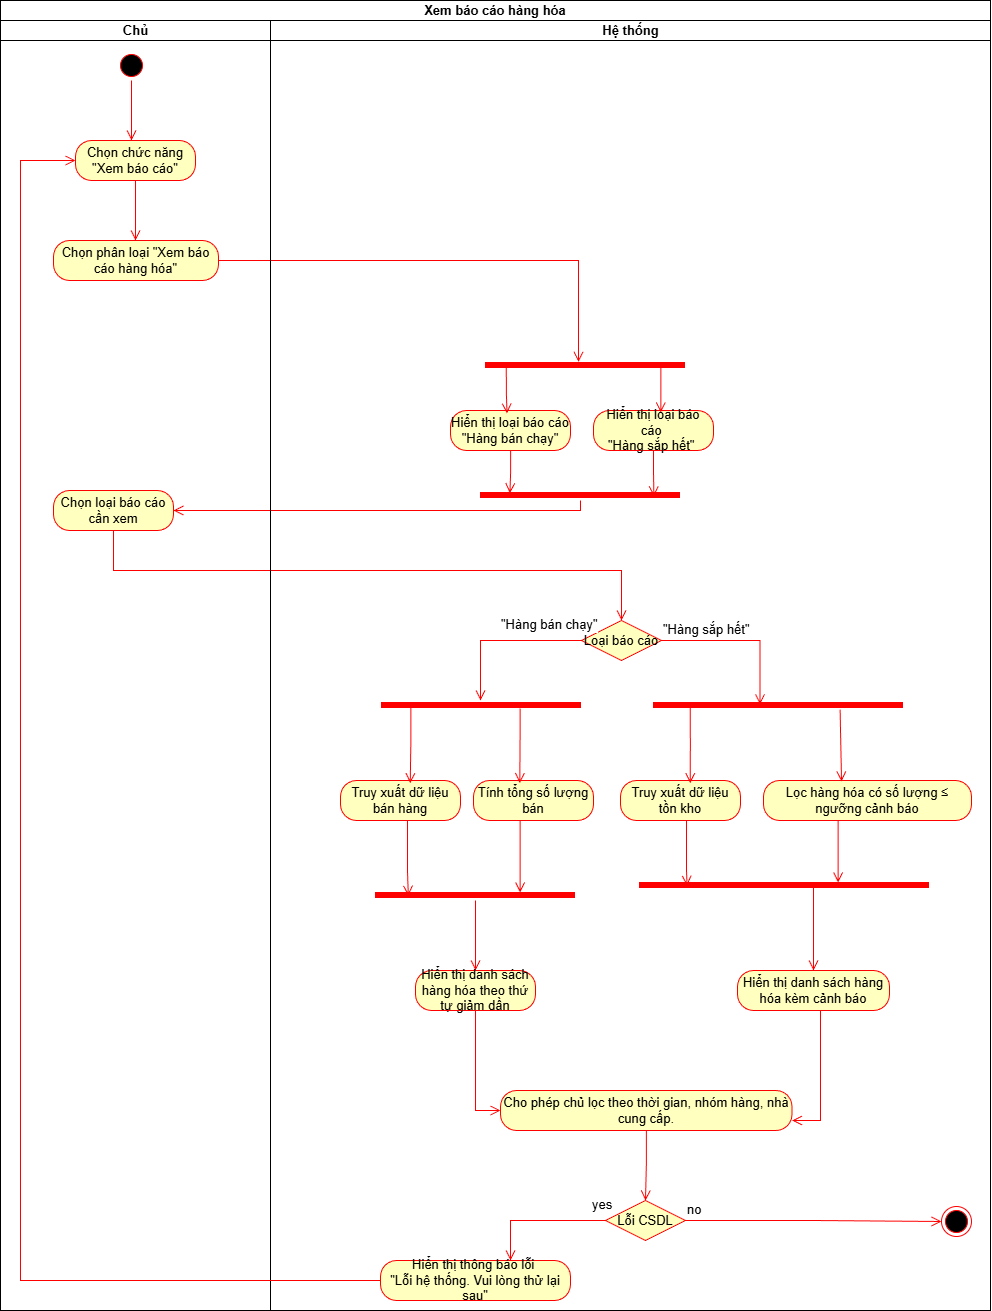 Xem báo cáo hàng hóa
Chủ
Hệ thống
Chọn chức năng
"Xem báo cáo"
Chọn phân loại "Xem báo
cáo hàng hóa"
Hiển thị loại báo cáo
"Hàng bán chạy"
Hiển thị loại báo
cáo
"Hàng sắp hết"
Chọn loại báo cáo
cần xem
"Hàng bán chạy"
Loại báo cáo
"Hàng sắp hết"
Truy xuất dữ liệu
bán hàng
Tính tổng số lượng
bán
Truy xuất dữ liệu
tồn kho
Lọc hàng hóa có số lượng ≤
ngưỡng cảnh báo
Hiển thị danh sách
hàng hóa theo thứ
tự giảm dần
Hiển thị danh sách hàng
hóa kèm cảnh báo
Cho phép chủ lọc theo thời gian, nhóm hàng, nhà
cung cấp.
yes
Lỗi CSDL
no
Hiển thị thông báo lỗi
"Lỗi hệ thống. Vui lòng thử lại
sau"